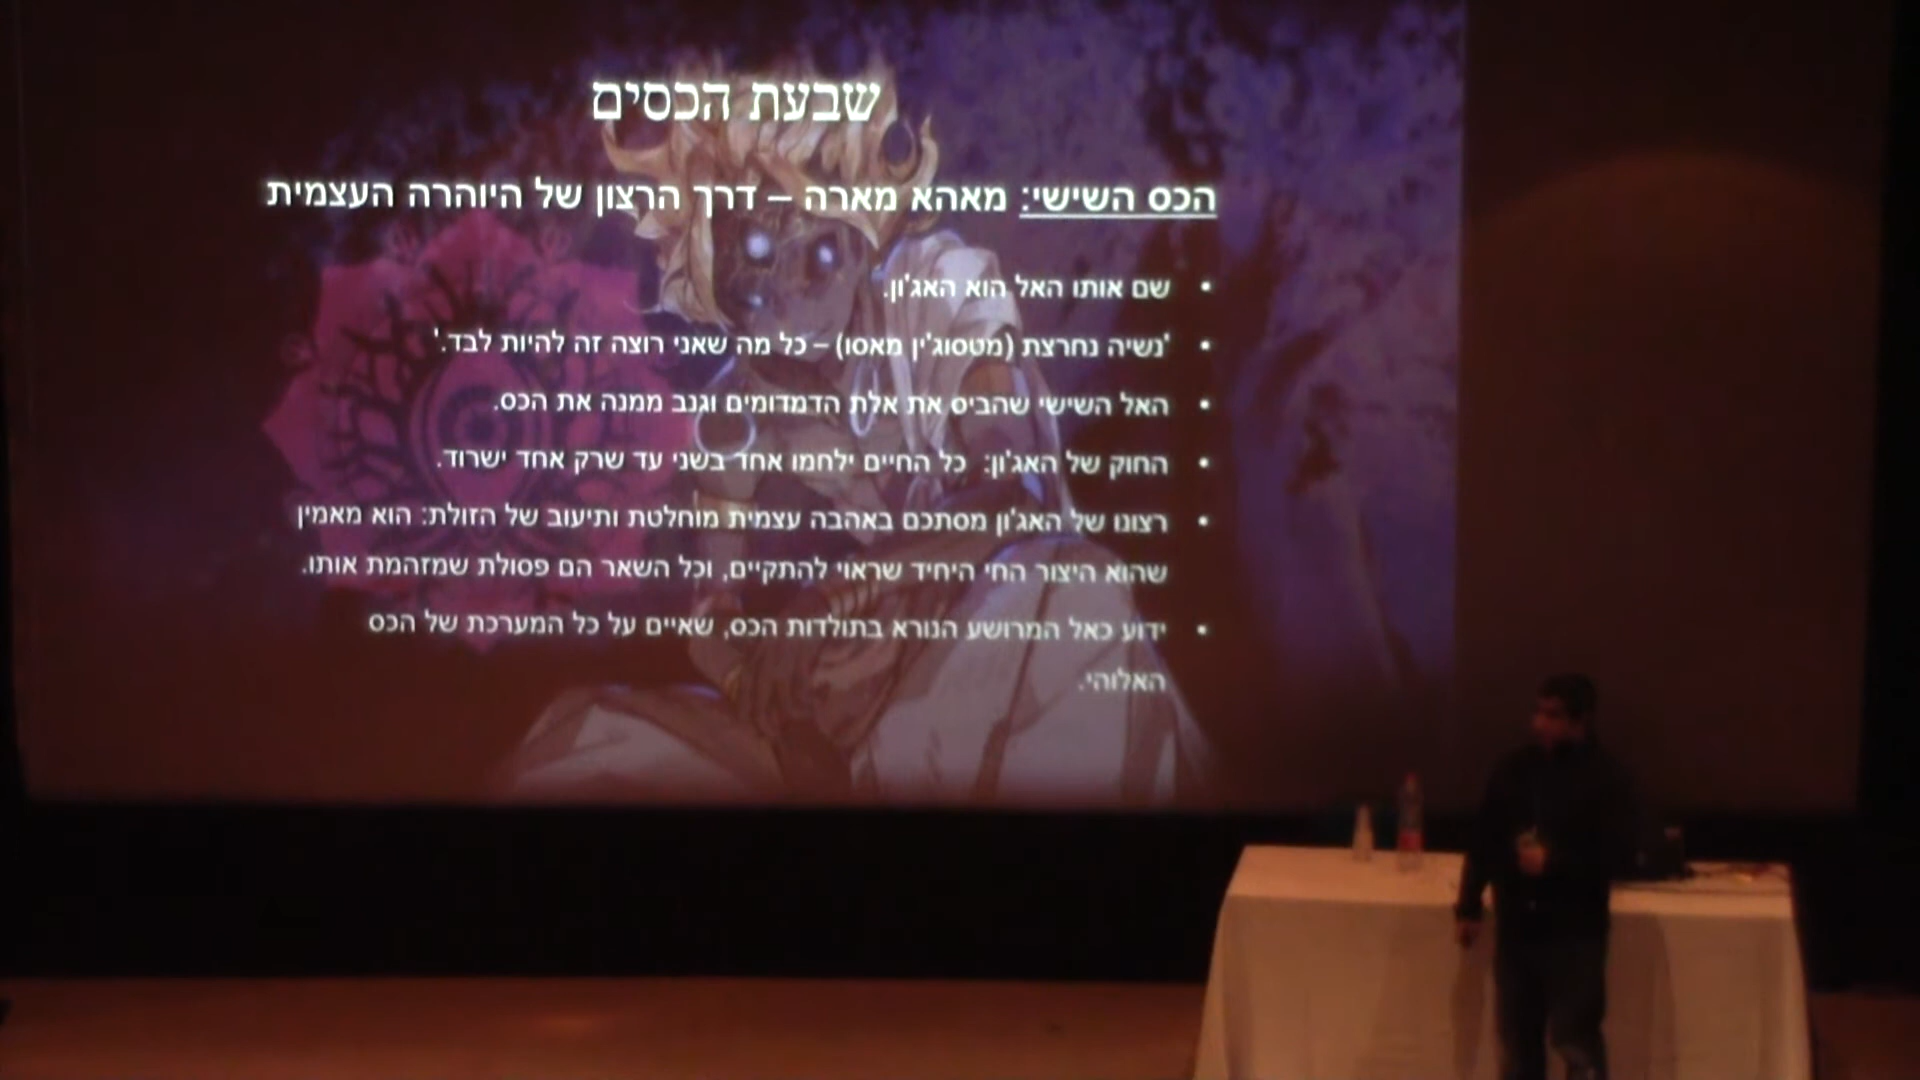 שבעת הכסים
הכס השישי: מאהא מארה – דרך הרצון של היוהרה העצמית
• שם אותו האל הוא האג'ון.
• 'נשיה נחרצת (מטסוג'ין מאסו) – כל מה שאני רוצה זה להיות לבד.'
• האל השישי שהביס את אלת הדמדומים וגנב ממנה את הכס.
• החוק של האג'ון: כל החיים ילחמו אחד בשני עד שרק אחד ישרוד.
• רצונו של האג'ון מסתכם באהבה עצמית מוחלטת ותיעוב של הזולת: הוא מאמין
שהוא היצור החי היחיד שראוי להתקיים, וכל השאר הם פסולת שמזהמת אותו.
• ידוע כאל המרושע הנורא בתולדות הכס, שאיים על כל המערכת של הכס
האלוהי.